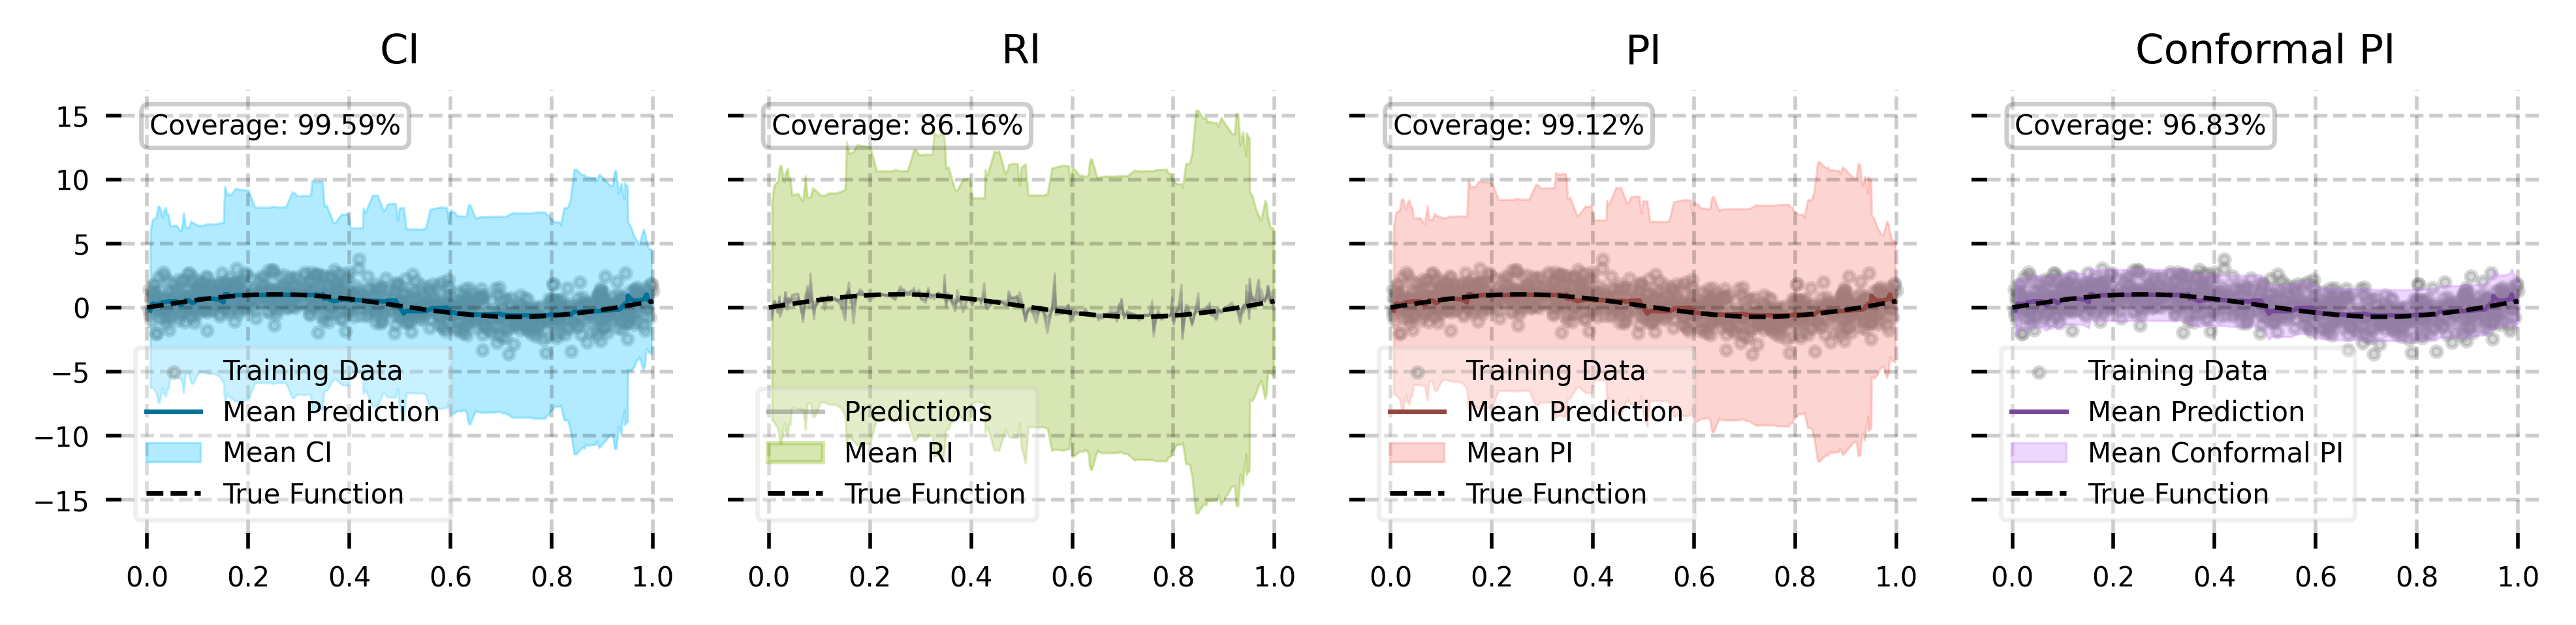 CI
Coverage: 99.59%
15
10
5
0
−5
−10
−15
Training Data
Mean Prediction
Mean CI
True Function
0.0 0.2 0.4 0.6 0.8 1.0
RI
Coverage: 86.16%
Predictions
Mean RI
True Function
0.0 0.2 0.4 0.6 0.8 1.0
PI
Coverage: 99.12%
Training Data
Mean Prediction
Mean PI
True Function
0.0 0.2 0.4 0.6 0.8 1.0
Conformal PI
Coverage: 96.83%
Training Data
Mean Prediction
Mean Conformal PI
True Function
0.0 0.2 0.4 0.6 0.8 1.0